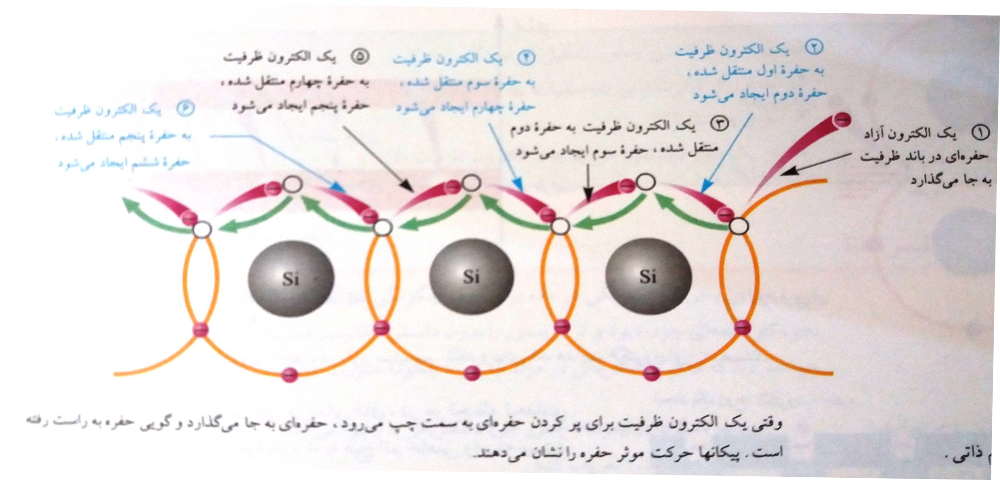 ۱ یک الکترون آزاد
حفره‌ای در باند ظرفیت
به جا می‌گذارد
۲ یک الکترون ظرفیت
به حفرهٔ اول منتقل شده،
حفرهٔ دوم ایجاد می‌شود
۳ یک الکترون ظرفیت به حفرهٔ دوم
منتقل شده، حفرهٔ سوم ایجاد می‌شود
۴ یک الکترون ظرفیت
به حفرهٔ سوم منتقل شده،
حفرهٔ چهارم ایجاد می‌شود
۵ یک الکترون ظرفیت
به حفرهٔ چهارم منتقل شده،
حفرهٔ پنجم ایجاد می‌شود
۶ یک الکترون ظرفیت
به حفرهٔ پنجم منتقل شده،
حفرهٔ ششم ایجاد می‌شود
Si
Si
Si
وقتی یک الکترون ظرفیت برای پر کردن حفره‌ای به سمت چپ می‌رود، حفره‌ای به جا می‌گذارد و گویی حفره به راست رفته
است. پیکانها حرکت موثر حفره را نشان می‌دهند.
ذاتی.